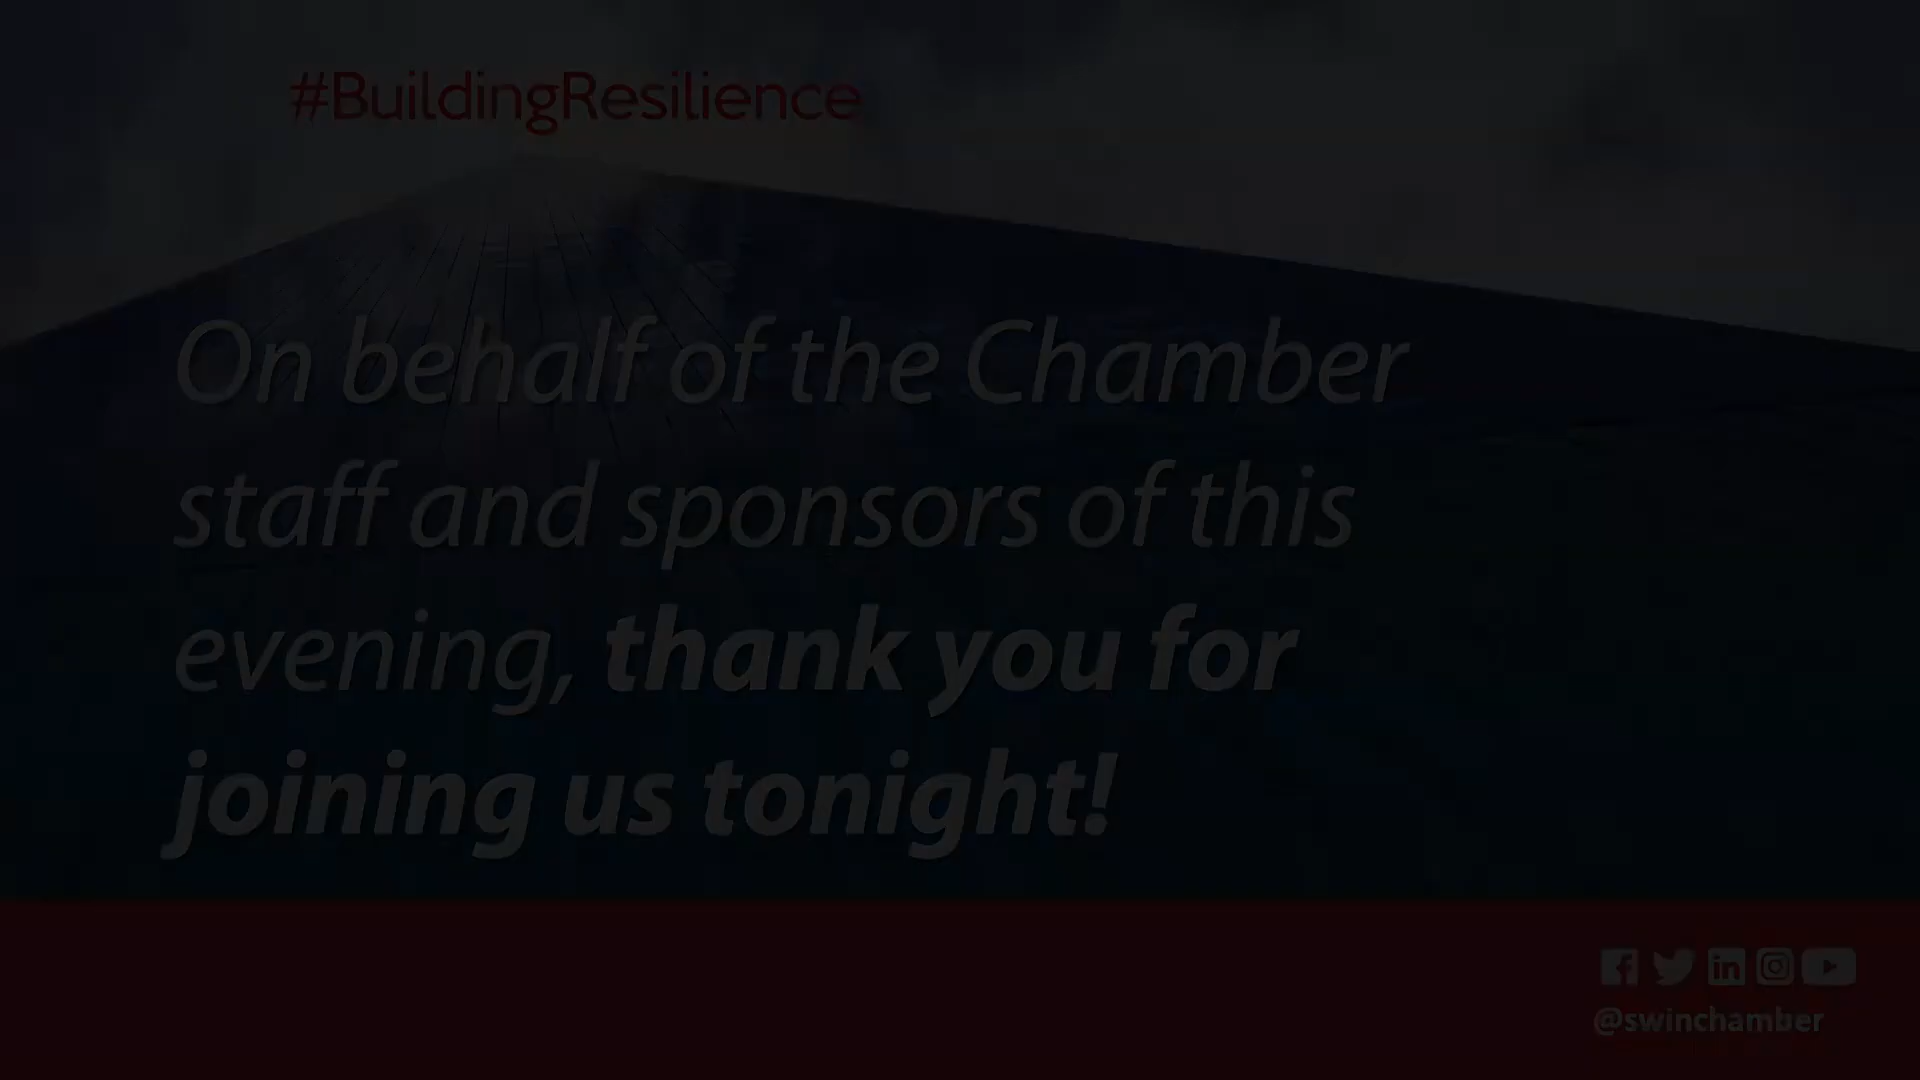 #BuildingResilience
On behalf of the Chamber
staff and sponsors of this
evening, thank you for
joining us tonight!
@swinchamber